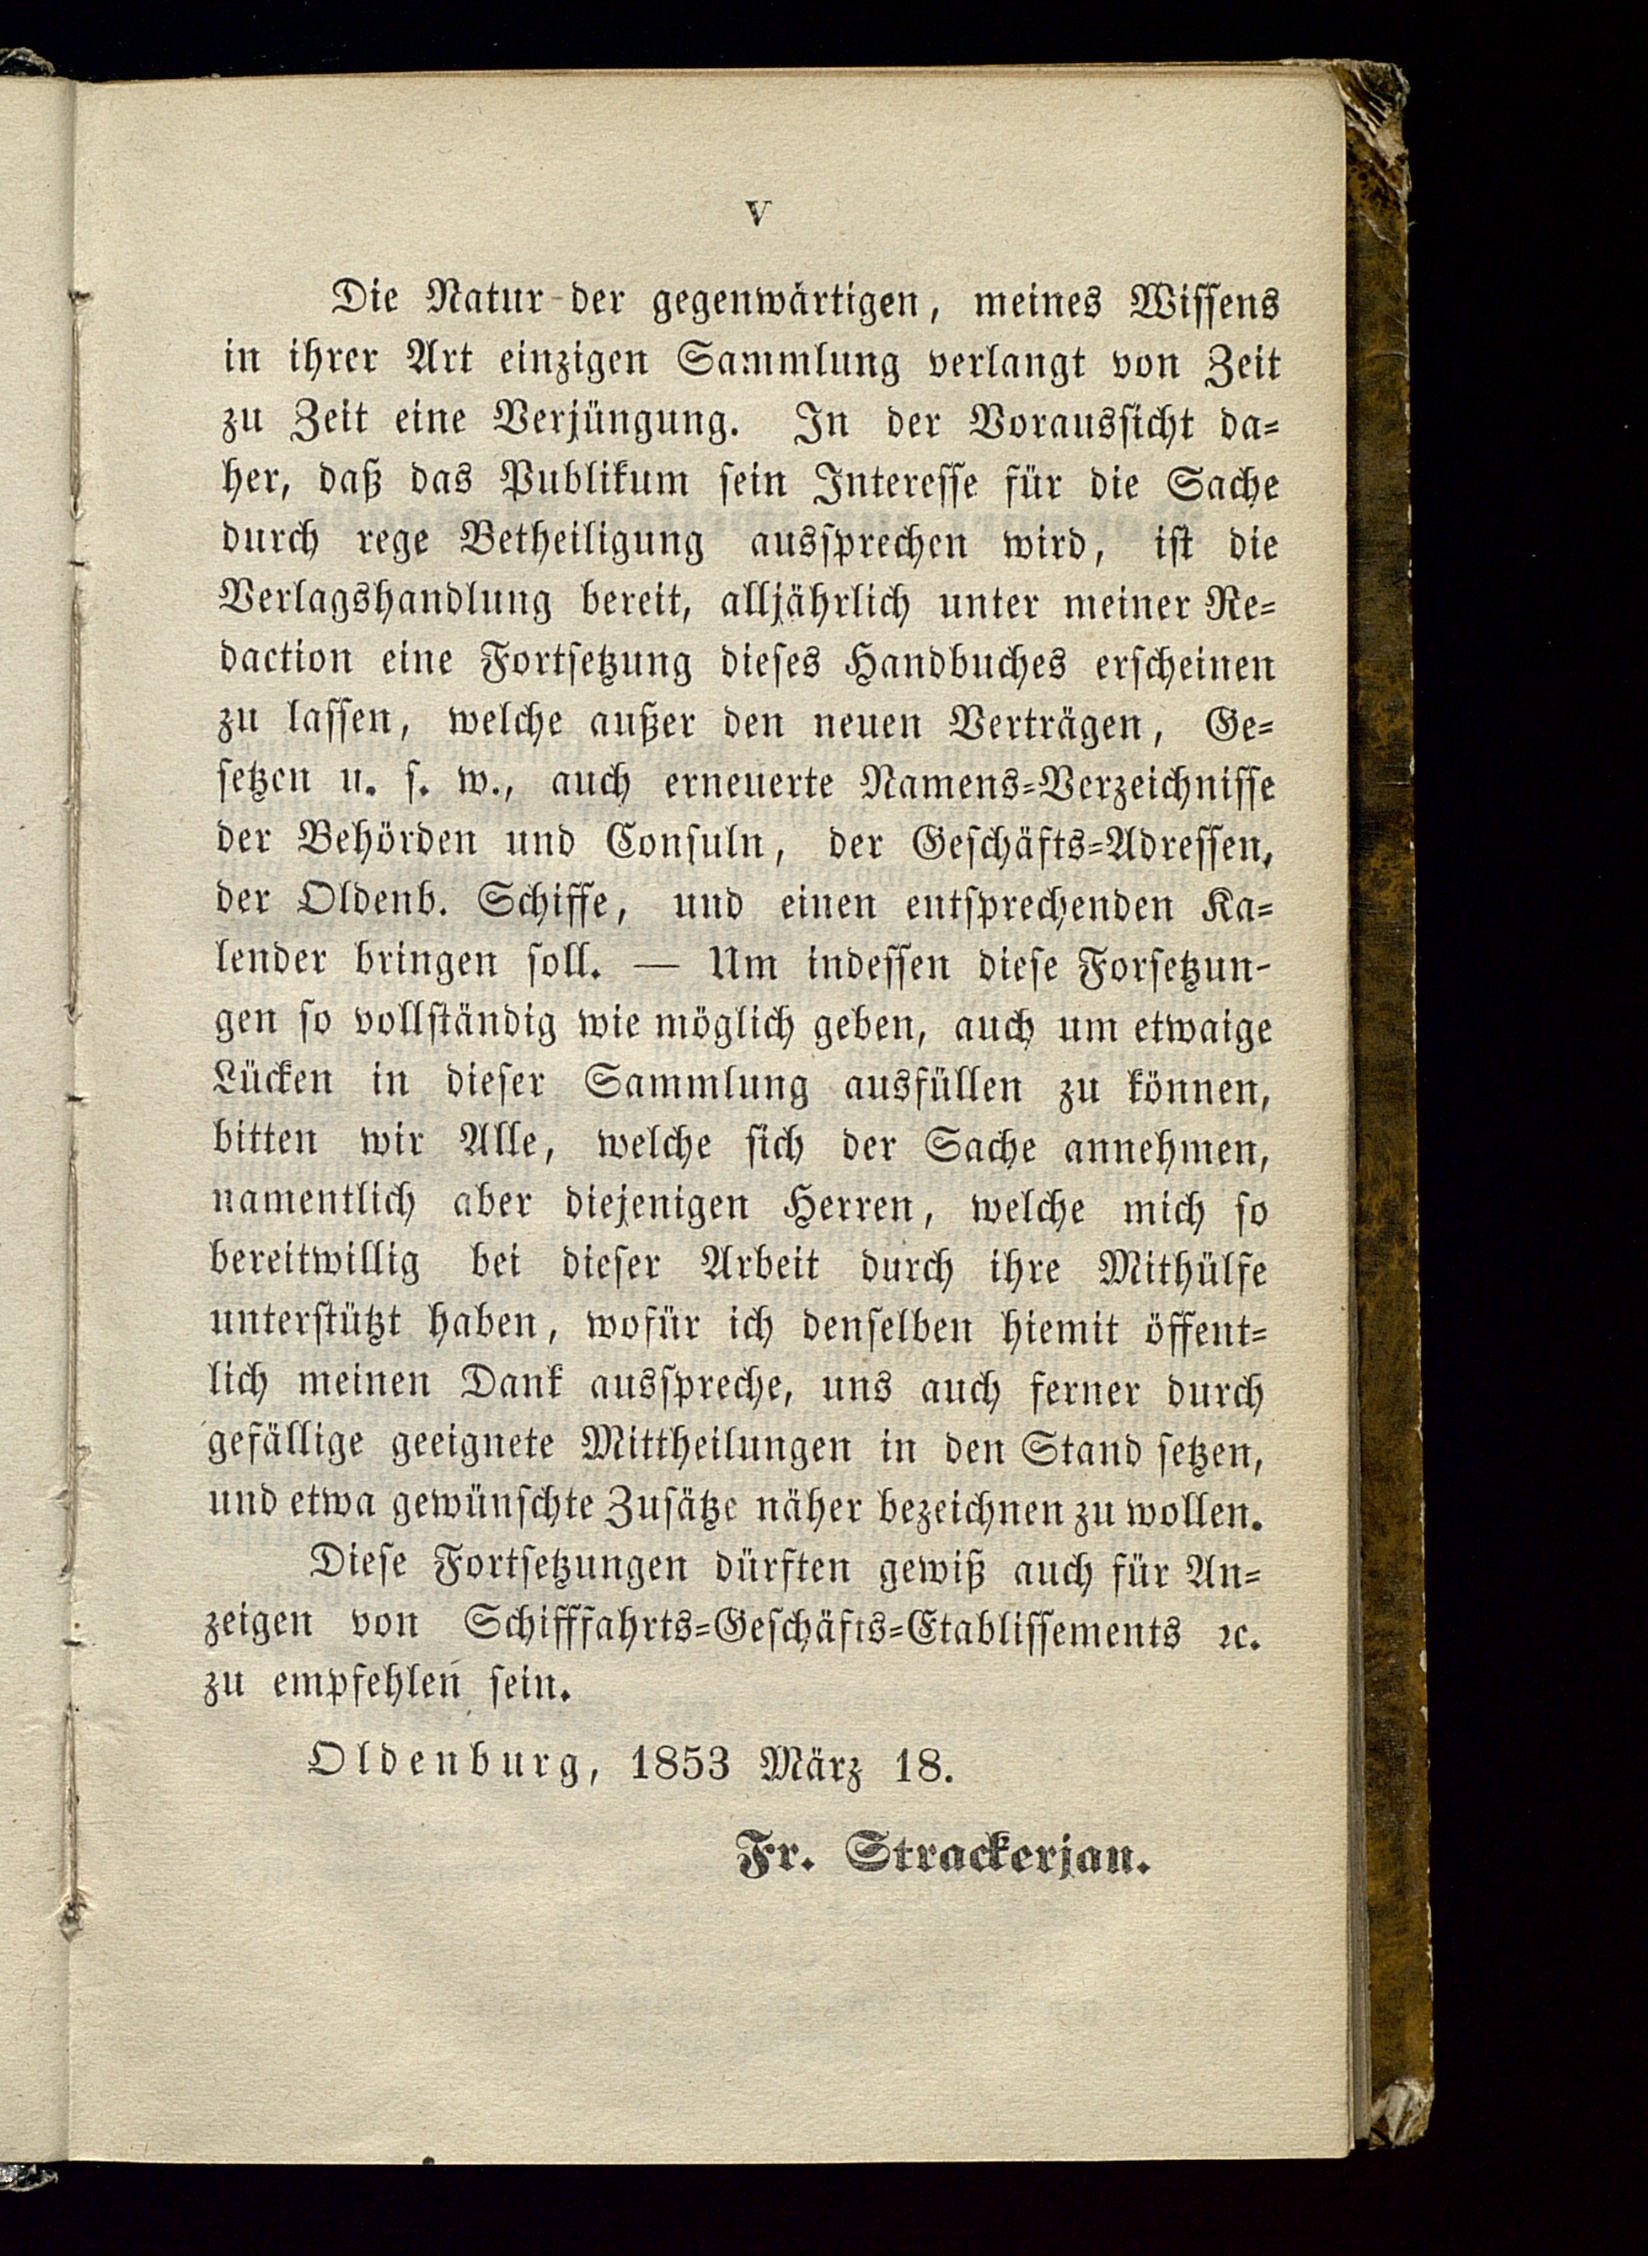 V
Die Natur der gegenwärtigen, meines Wissens
in ihrer Art einzigen Sammlung verlangt von Zeit
zu Zeit eine Verjüngung. In der Voraussicht da-
her, daß das Publikum sein Interesse für die Sache
durch rege Betheiligung aussprechen wird, ist die
Verlagshandlung bereit, alljährlich unter meiner Re-
daction eine Fortsetzung dieses Handbuches erscheinen
zu lassen, welche außer den neuen Verträgen, Ge-
setzen u. s. w., auch erneuerte Namens-Verzeichnisse
der Behörden und Consuln, der Geschäfts-Adressen,
der Oldenb. Schiffe, und einen entsprechenden Ka-
lender bringen soll. — Um indessen diese Forsetzun-
gen so vollständig wie möglich geben, auch um etwaige
Lücken in dieser Sammlung ausfüllen zu können,
bitten wir Alle, welche sich der Sache annehmen,
namentlich aber diejenigen Herren, welche mich so
bereitwillig bei dieser Arbeit durch ihre Mithülfe
unterstützt haben, wofür ich denselben hiemit öffent-
lich meinen Dank ausspreche, uns auch ferner durch
gefällige geeignete Mittheilungen in den Stand setzen,
und etwa gewünschte Zusätze näher bezeichnen zu wollen.
Diese Fortsetzungen dürften gewiß auch für An-
zeigen von Schifffahrts-Geschäfts-Etablissements ꝛc.
zu empfehlen sein.
Oldenburg, 1853 März 18.
Fr. Strackerjan.